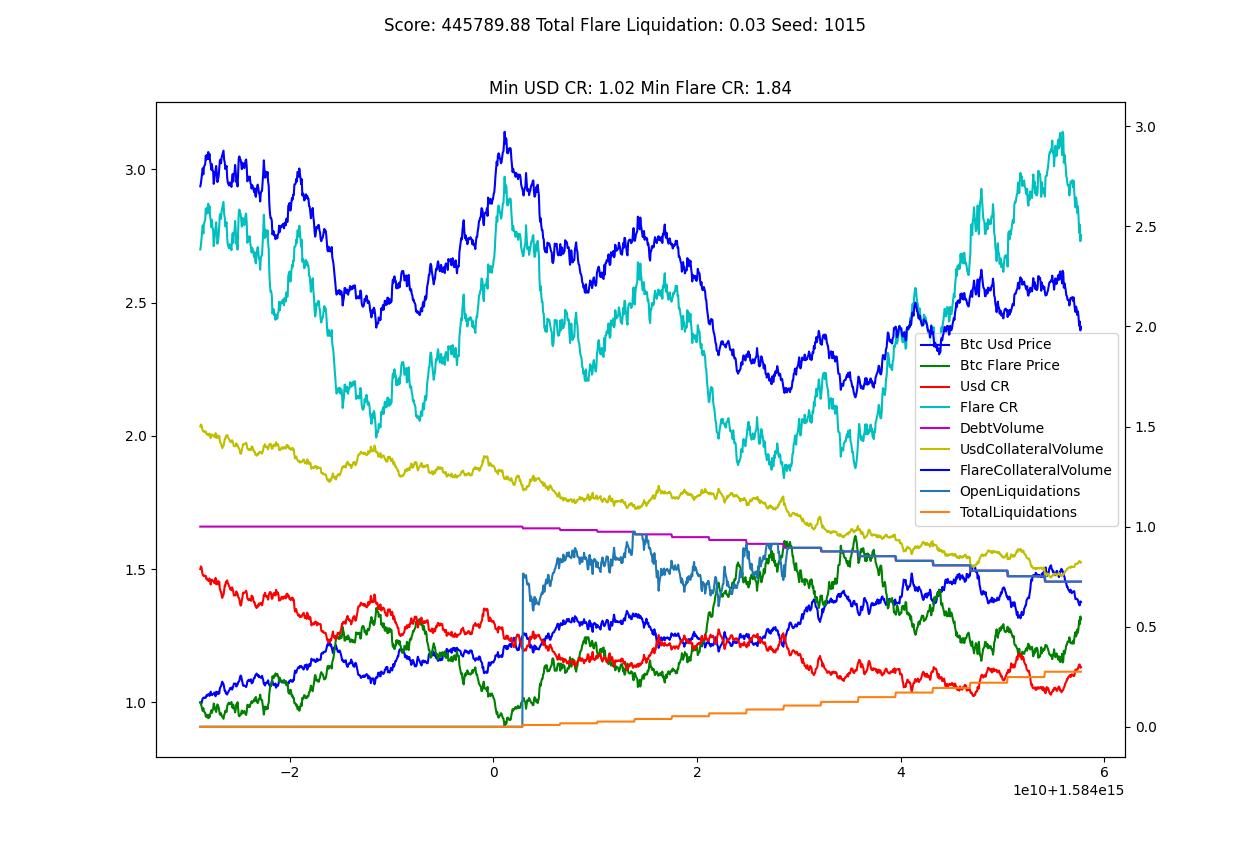 Score: 445789.88 Total Flare Liquidation: 0.03 Seed: 1015
Min USD CR: 1.02 Min Flare CR: 1.84
3.0
2.5
2.0
1.5
1.0
3.0
2.5
2.0
1.5
1.0
0.5
0.0
Btc Usd Price
Btc Flare Price
Usd CR
Flare CR
DebtVolume
UsdCollateralVolume
FlareCollateralVolume
OpenLiquidations
TotalLiquidations
−2 0 2 4 6
1e10+1.584e15